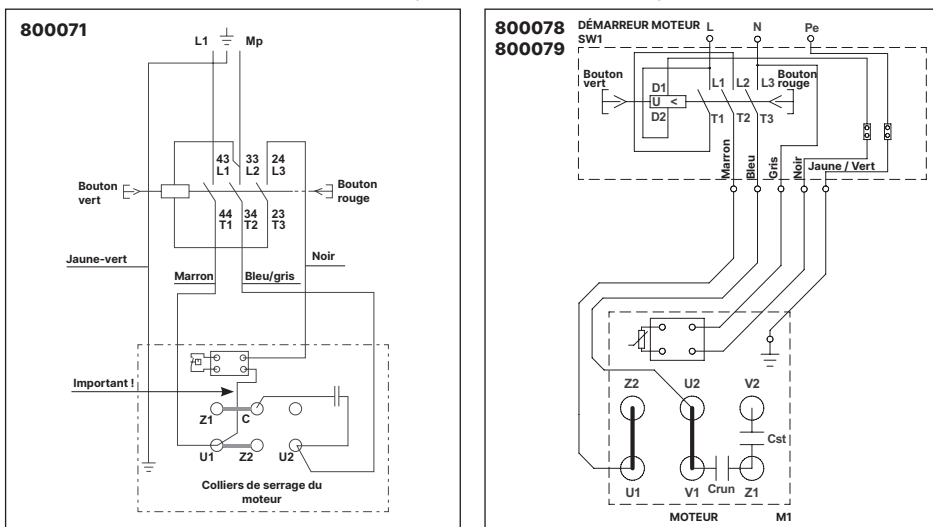 800071
L1 Mp
43 33 24
L1 L2 L3
Bouton vert
Bouton rouge
44 34 23
T1 T2 T3
Jaune-vert
Noir
Marron Bleu/gris
Important !
Z1 C
U1 Z2 U2
Colliers de serrage du
moteur
800078
800079
DÉMARREUR MOTEUR
SW1
L N Pe
Bouton
vert
D1
U <
D2
L1 L2 L3
Bouton
rouge
T1 T2 T3
Marron
Bleu
Gris
Noir
Jaune / Vert
Z2 U2 V2
Cst
Crun
U1 V1 Z1
MOTEUR M1